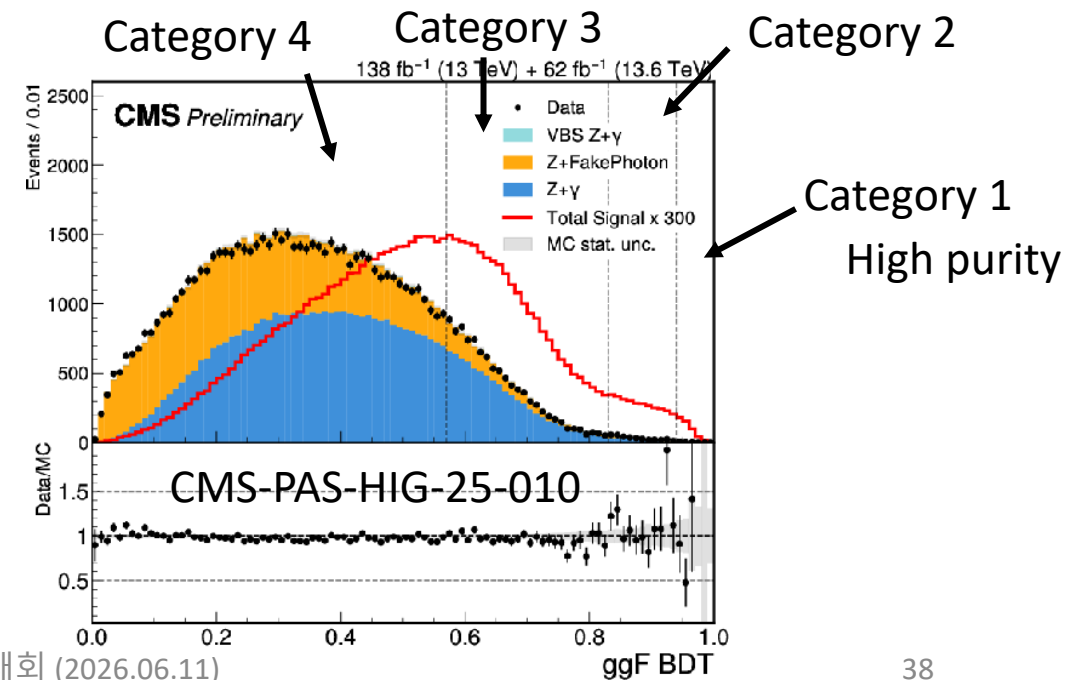 Category 4
Category 3
Category 2
138 fb⁻¹ (13 TeV) + 62 fb⁻¹ (13.6 TeV)
CMS Preliminary
Data
VBS Z+γ
Z+FakePhoton
Z+γ
Total Signal x 300
MC stat. unc.
Category 1
High purity
Events / 0.01
2500
2000
1500
1000
500
0
CMS-PAS-HIG-25-010
Data/MC
1.5
1
0.5
0.0 0.2 0.4 0.6 0.8 1.0
ggF BDT
회 (2026.06.11)
38